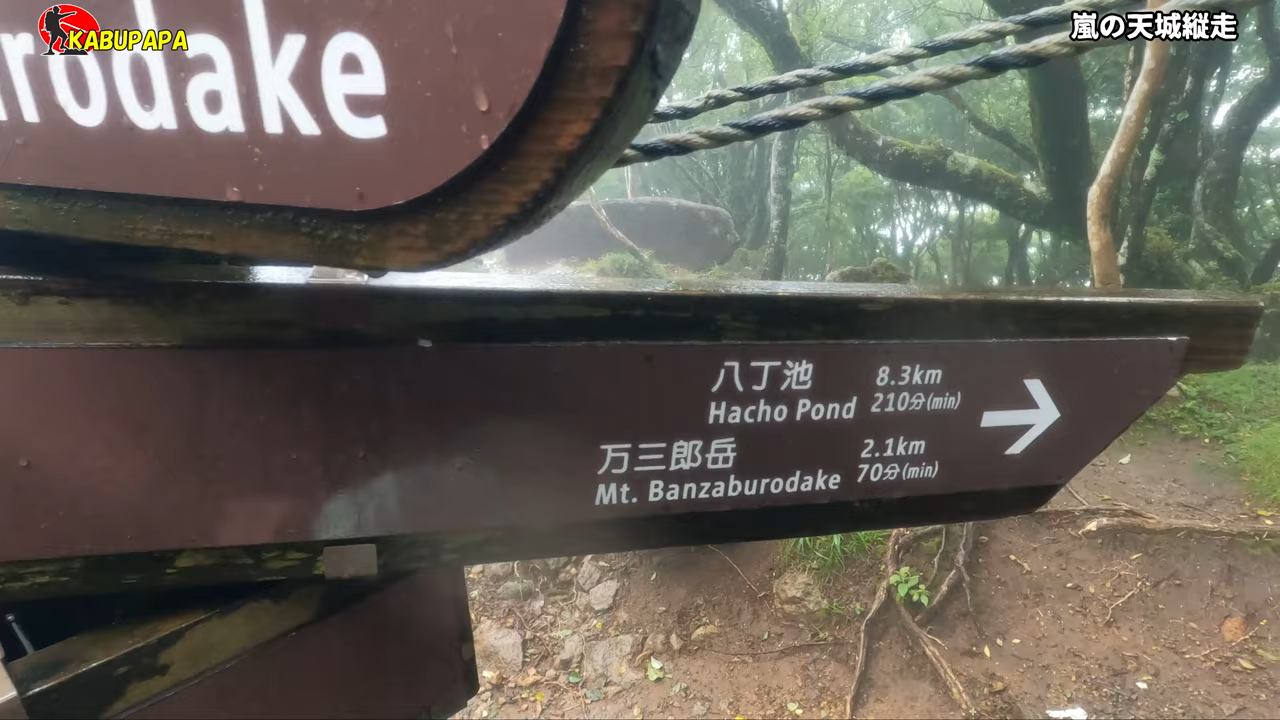 KABUPAPA
嵐の天城縦走
rodake
八丁池 8.3km
Hacho Pond 210分(min)
万三郎岳 2.1km
Mt. Banzaburodake 70分(min)